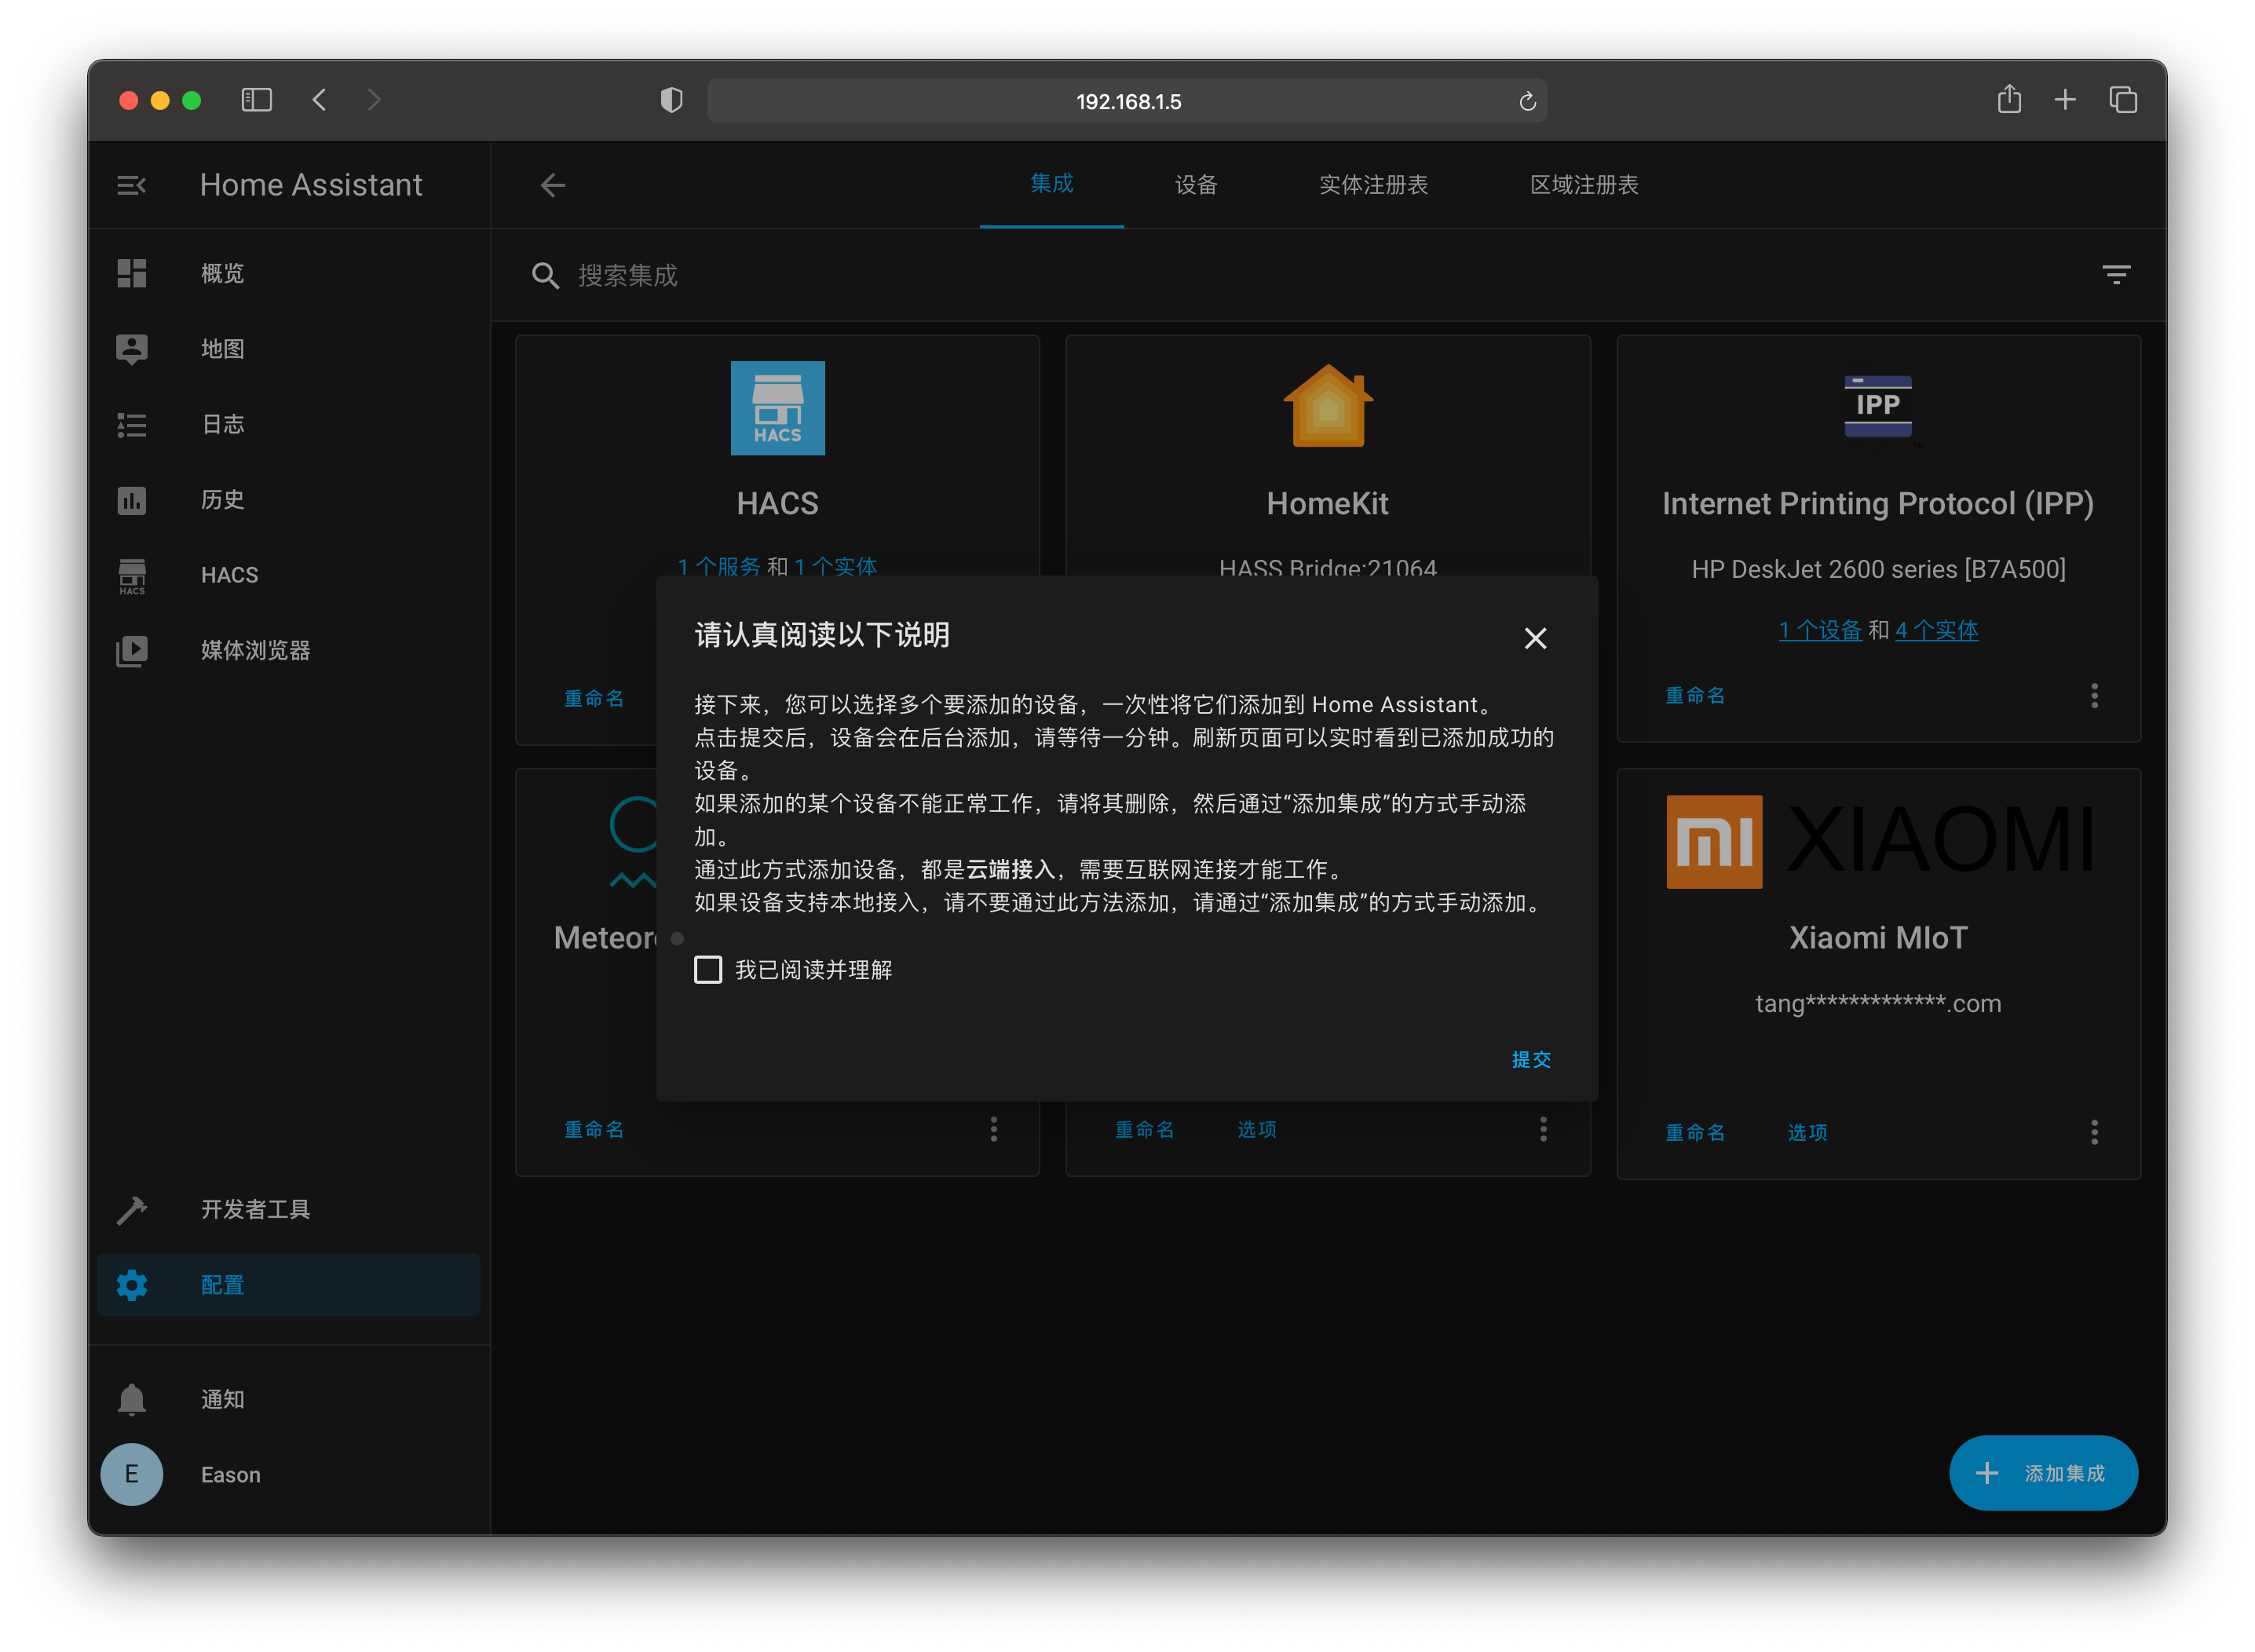 192.168.1.5
Home Assistant
集成
设备
实体注册表
区域注册表
概览
地图
日志
历史
HACS
HACS
媒体浏览器
开发者工具
配置
通知
E
Eason
搜索集成
HACS
HACS
1 个服务 和 1 个实体
重命名
HomeKit
HASS Bridge:21064
IPP
TM
Internet Printing Protocol (IPP)
HP DeskJet 2600 series [B7A500]
1 个设备 和 4 个实体
重命名
请认真阅读以下说明
接下来，您可以选择多个要添加的设备，一次性将它们添加到 Home Assistant。
点击提交后，设备会在后台添加，请等待一分钟。刷新页面可以实时看到已添加成功的
设备。
如果添加的某个设备不能正常工作，请将其删除，然后通过“添加集成”的方式手动添
加。
通过此方式添加设备，都是云端接入，需要互联网连接才能工作。
如果设备支持本地接入，请不要通过此方法添加，请通过“添加集成”的方式手动添加。
我已阅读并理解
提交
重命名
重命名
选项
XIAOMI
Xiaomi MIoT
tang*************.com
重命名
选项
添加集成